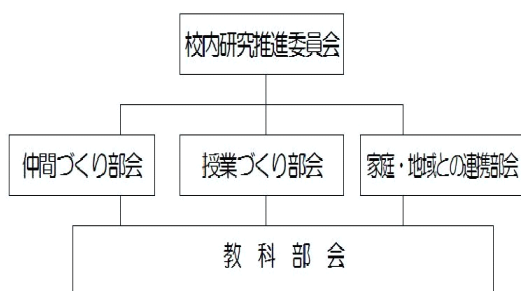 校内研究推進委員会
仲間づくり部会
授業づくり部会
家庭・地域との連携部会
教科部会